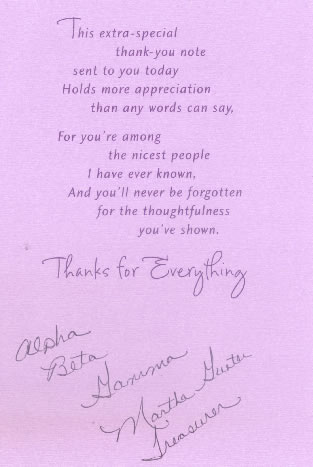 This extra-special
thank-you note
sent to you today
Holds more appreciation
than any words can say,
For you're among
the nicest people
I have ever known,
And you'll never be forgotten
for the thoughtfulness
you've shown.
Thanks for Everything
Alpha
Beta
Gamma
Martha
Treasurer